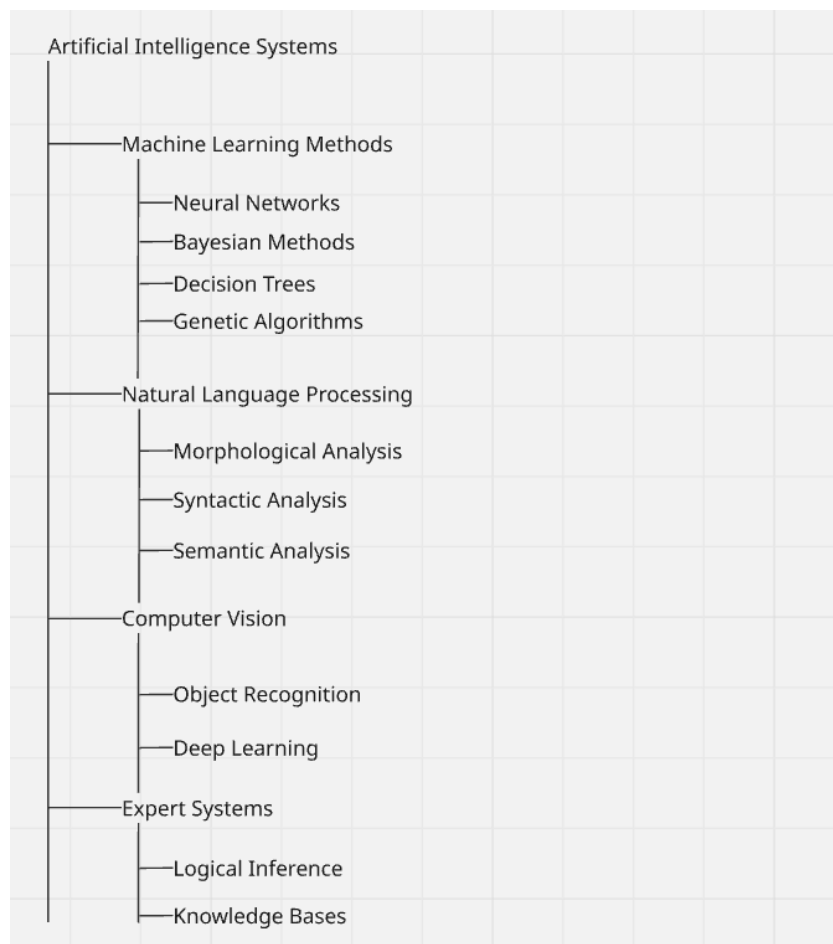 Artificial Intelligence Systems
Machine Learning Methods
Neural Networks
Bayesian Methods
Decision Trees
Genetic Algorithms
Natural Language Processing
Morphological Analysis
Syntactic Analysis
Semantic Analysis
Computer Vision
Object Recognition
Deep Learning
Expert Systems
Logical Inference
Knowledge Bases